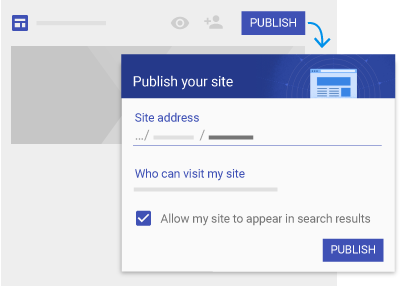 PUBLISH
Publish your site
Site address
.../ /
Who can visit my site
Allow my site to appear in search results
PUBLISH